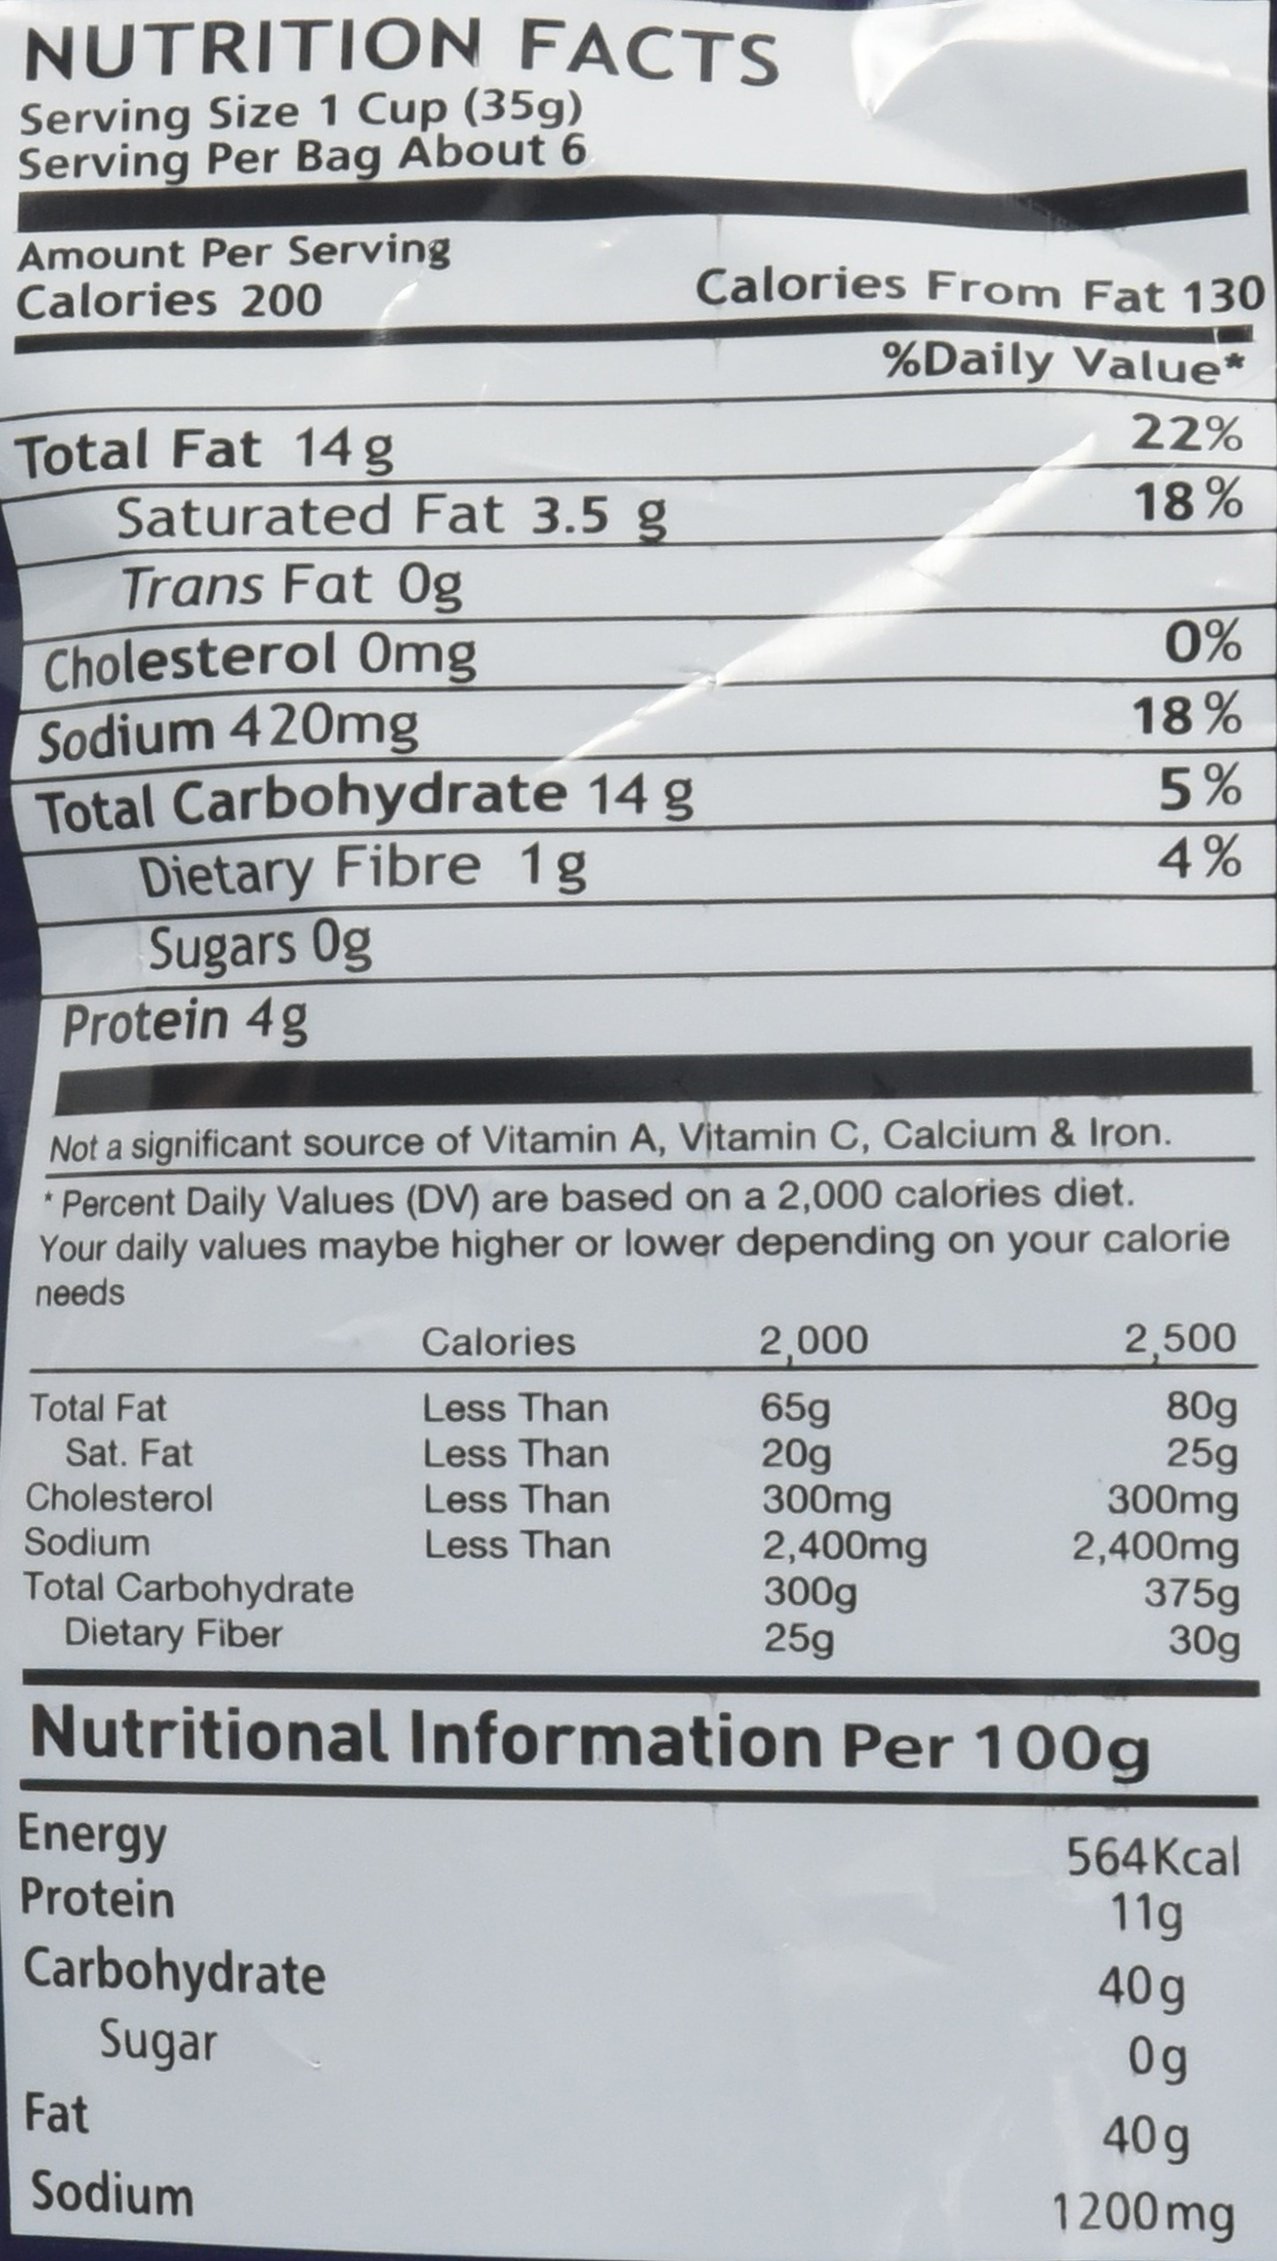 NUTRITION FACTS
Serving Size 1 Cup (35g)
Serving Per Bag About 6
Amount Per Serving
Calories 200 Calories From Fat 130
%Daily Value*
Total Fat 14g 22%
Saturated Fat 3.5 g 18%
Trans Fat 0g
Cholesterol 0mg 0%
Sodium 420mg 18%
Total Carbohydrate 14g 5%
Dietary Fibre 1g 4%
Sugars 0g
Protein 4g
Not a significant source of Vitamin A, Vitamin C, Calcium & Iron.
* Percent Daily Values (DV) are based on a 2,000 calories diet.
Your daily values maybe higher or lower depending on your calorie
needs
Calories 2,000 2,500
Total Fat Less Than 65g 80g
Sat. Fat Less Than 20g 25g
Cholesterol Less Than 300mg 300mg
Sodium Less Than 2,400mg 2,400mg
Total Carbohydrate 300g 375g
Dietary Fiber 25g 30g
Nutritional Information Per 100g
Energy 564Kcal
Protein 11g
Carbohydrate 40g
Sugar 0g
Fat 40g
Sodium 1200mg